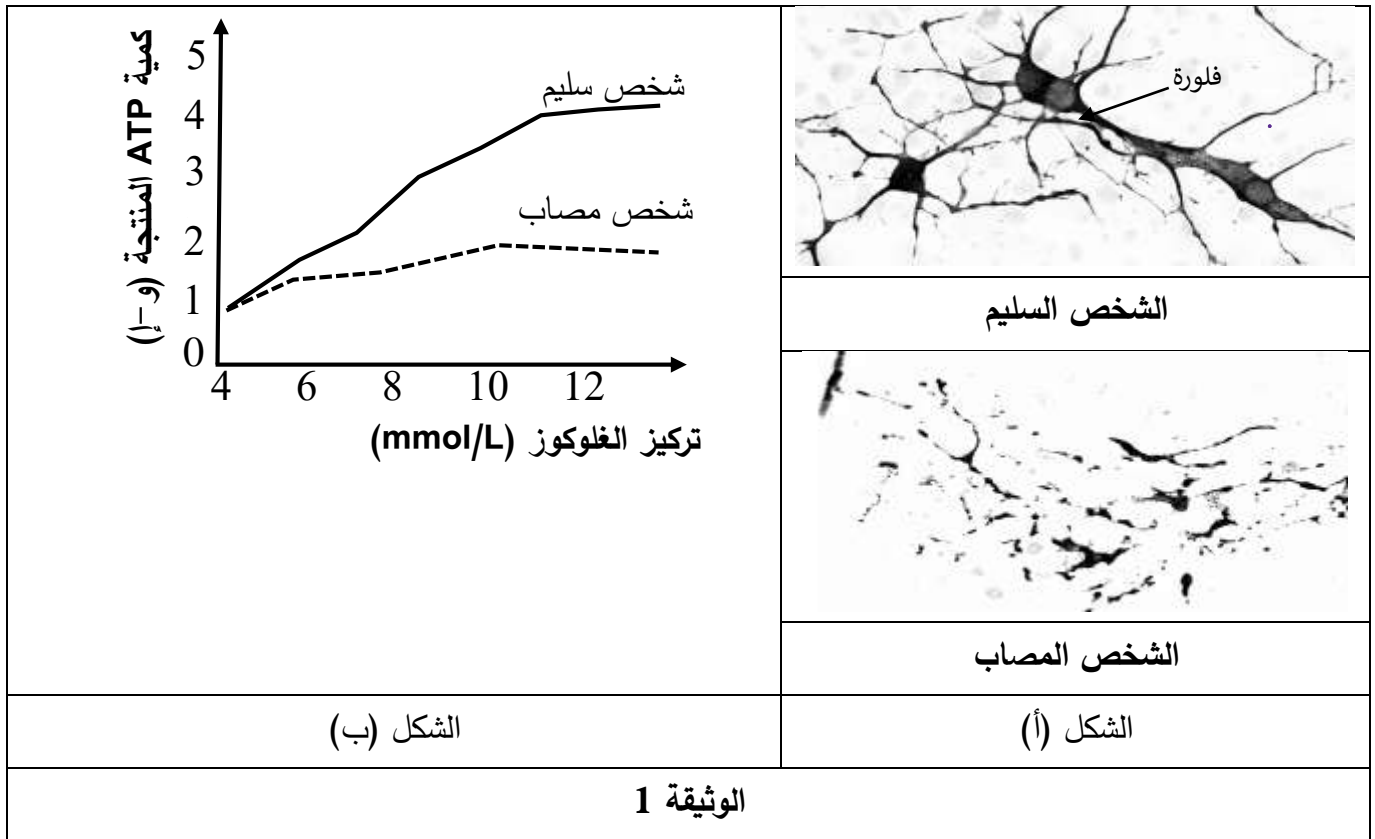 فلورة
الشخص السليم
الشخص المصاب
الشكل (أ)
كمية ATP المنتجة (و-إ)
5
4
3
2
1
0
شخص سليم
شخص مصاب
4 6 8 10 12
تركيز الغلوكوز (mmol/L)
الشكل (ب)
الوثيقة 1